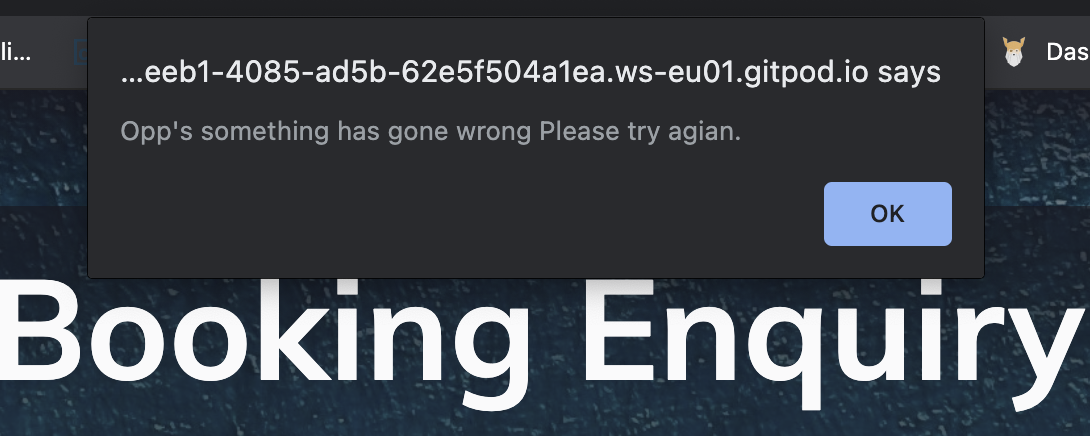 li...
...eeb1-4085-ad5b-62e5f504a1ea.ws-eu01.gitpod.io says
Das
Opp's something has gone wrong Please try agian.
OK
Booking Enquiry